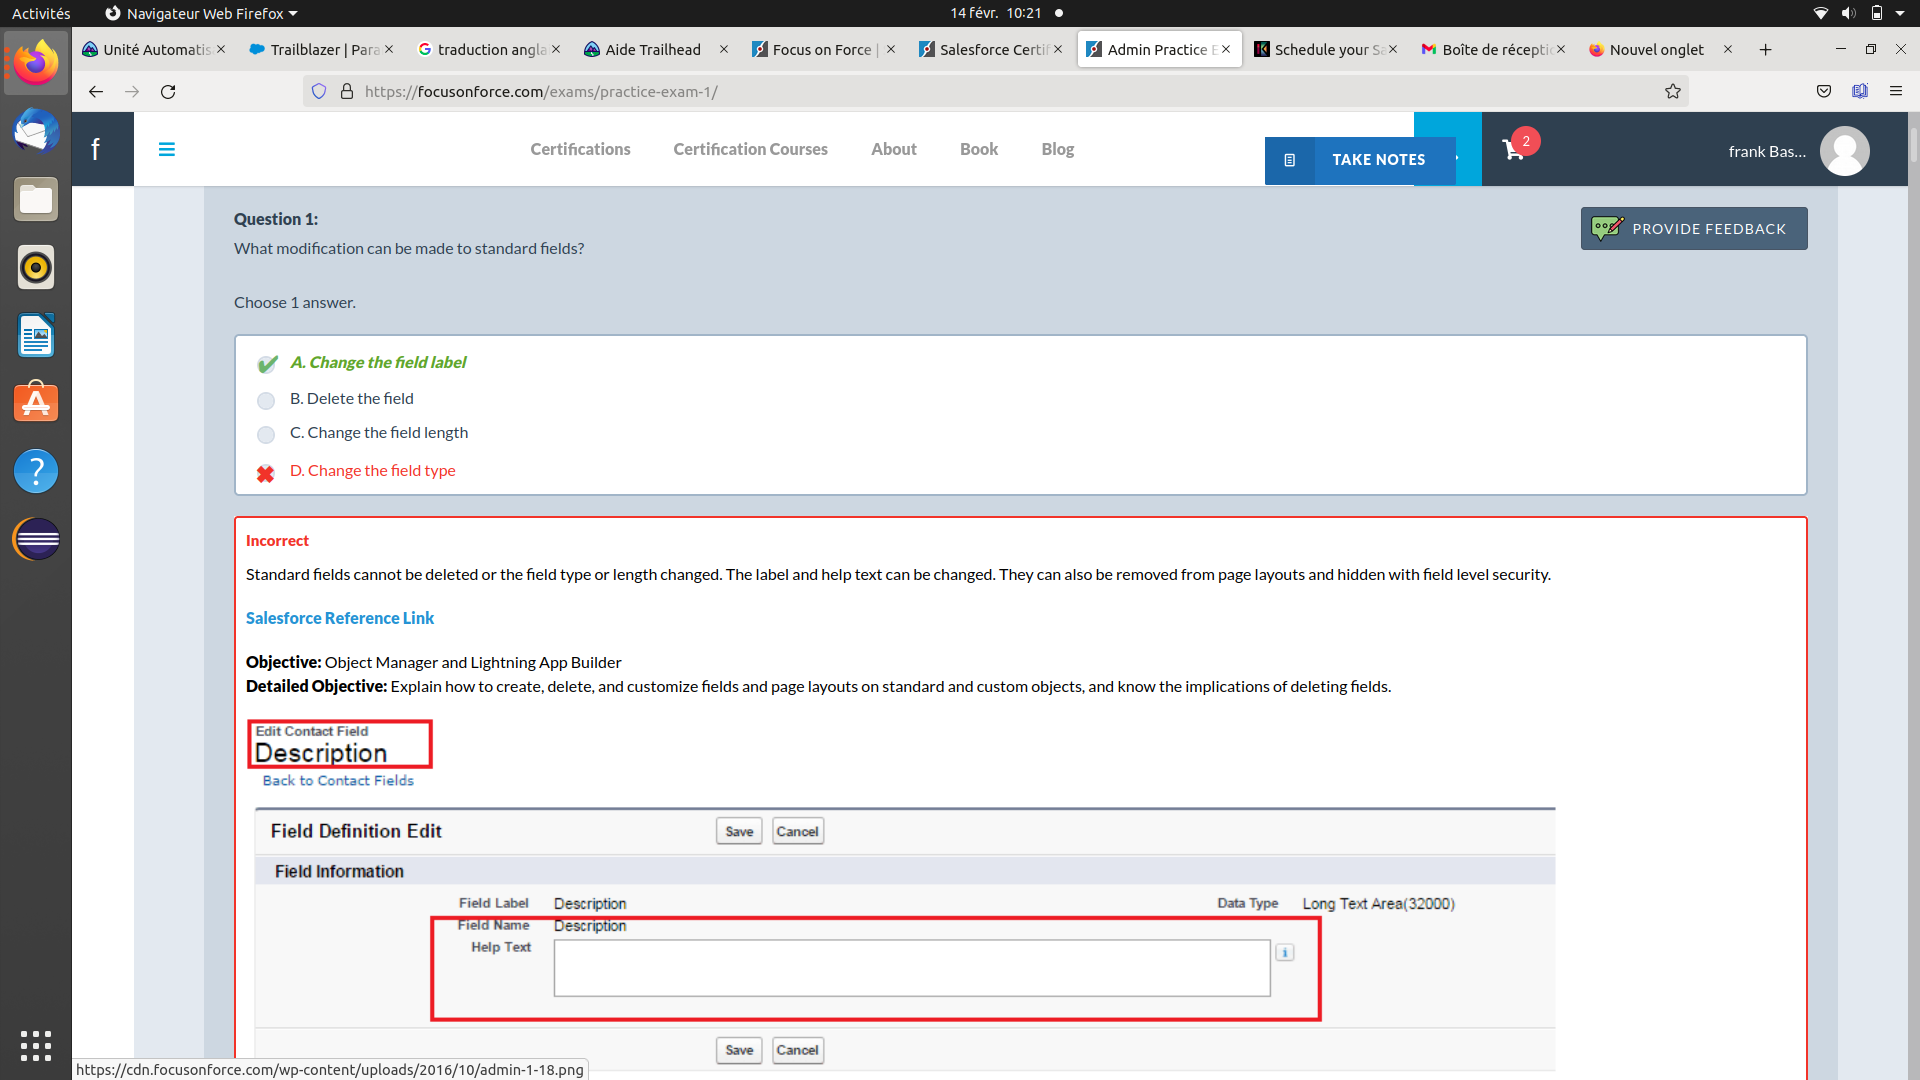 Activités
Navigateur Web Firefox
14 févr. 10:21
Unité Automatis
Trailblazer | Para
traduction angla
Aide Trailhead
Focus on Force |
Salesforce Certif
Admin Practice E
Schedule your Sa
Boîte de réceptio
Nouvel onglet
https://focusonforce.com/exams/practice-exam-1/
f
Certifications
Certification Courses
About
Book
Blog
TAKE NOTES
2
frank Bas...
Question 1:
PROVIDE FEEDBACK
What modification can be made to standard fields?
Choose 1 answer.
A. Change the field label
B. Delete the field
C. Change the field length
D. Change the field type
Incorrect
Standard fields cannot be deleted or the field type or length changed. The label and help text can be changed. They can also be removed from page layouts and hidden with field level security.
Salesforce Reference Link
Objective: Object Manager and Lightning App Builder
Detailed Objective: Explain how to create, delete, and customize fields and page layouts on standard and custom objects, and know the implications of deleting fields.
Edit Contact Field
Description
Back to Contact Fields
Field Definition Edit
Save
Cancel
Field Information
Field Label Description
Data Type Long Text Area(32000)
Field Name Description
Help Text
i
Save
Cancel
https://cdn.focusonforce.com/wp-content/uploads/2016/10/admin-1-18.png